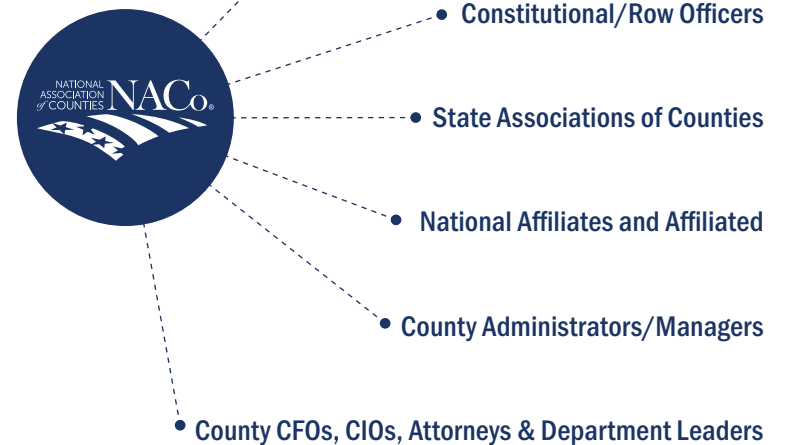 Constitutional/Row Officers
NATIONAL
ASSOCIATION
of COUNTIES
NACo®
State Associations of Counties
National Affiliates and Affiliated
County Administrators/Managers
County CFOs, CIOs, Attorneys & Department Leaders